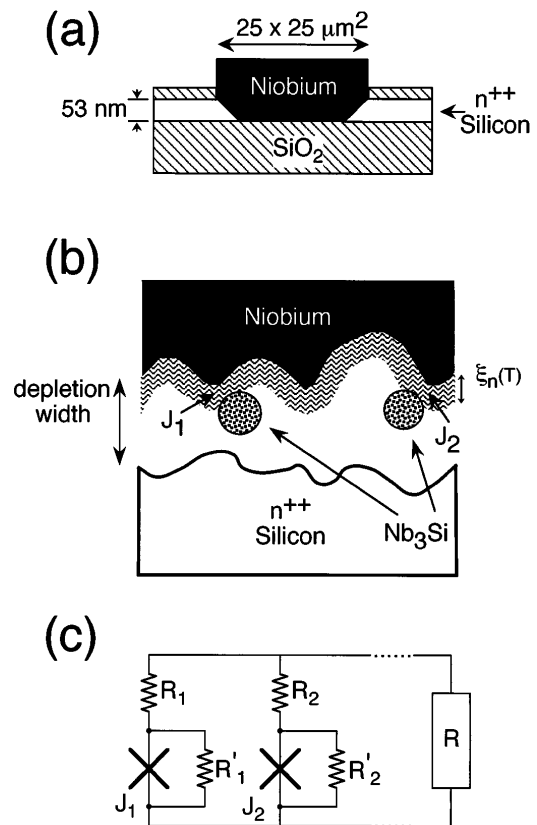 (a)
25 x 25 μm²
Niobium
53 nm
n++
Silicon
SiO₂
(b)
Niobium
depletion
width
ξₙ(T)
J₁
J₂
n++
Silicon
Nb₃Si
(c)
R₁
R₂
R
R'₁
R'₂
J₁
J₂